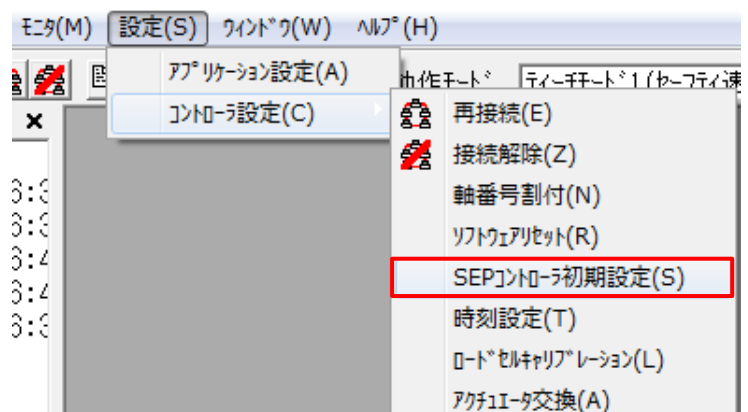 ﾓﾆﾀ(M) 設定(S) ｳｨﾝﾄﾞｳ(W) ﾍﾙﾌﾟ(H)
ｱﾌﾟﾘｹｰｼｮﾝ設定(A)
ｺﾝﾄﾛｰﾗ設定(C)
動作ﾓｰﾄﾞ
ﾃｨｰﾁﾓｰﾄﾞ1(ｾｰﾌﾃｨ速
再接続(E)
接続解除(Z)
軸番号割付(N)
ｿﾌﾄｳｪｱﾘｾｯﾄ(R)
SEPｺﾝﾄﾛｰﾗ初期設定(S)
時刻設定(T)
ﾛｰﾄﾞｾﾙｷｬﾘﾌﾞﾚｰｼｮﾝ(L)
ｱｸﾁｭｴｰﾀ交換(A)